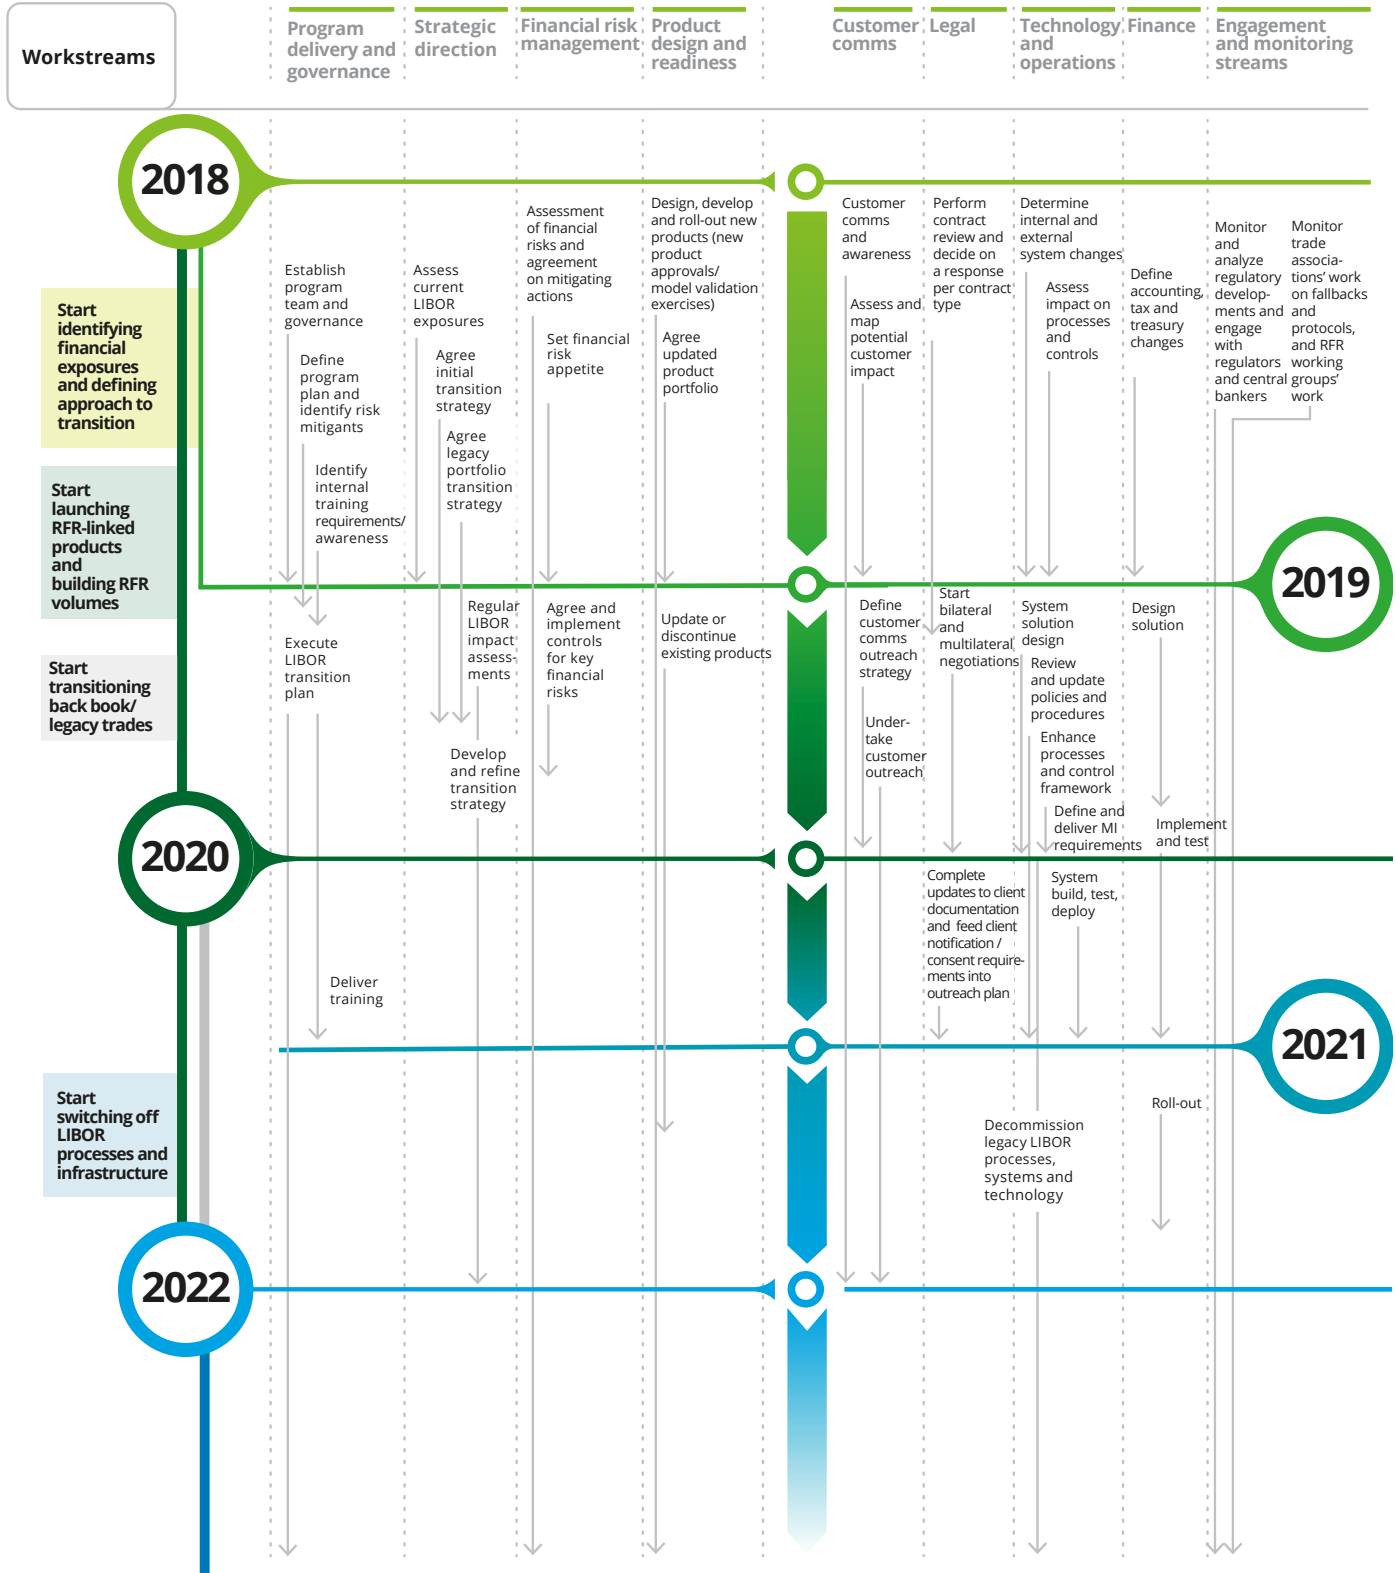 Workstreams
Program
delivery and
governance
Strategic
direction
Financial risk
management
Product
design and
readiness
Customer
comms
Legal
Technology
and
operations
Finance
Engagement
and monitoring
streams
2018
Establish
program
team and
governance
Define
program
plan and
identify risk
mitigants
Identify
internal
training
requirements/
awareness
Assess
current
LIBOR
exposures
Agree
initial
transition
strategy
Agree
legacy
portfolio
transition
strategy
Assessment
of financial
risks and
agreement
on mitigating
actions
Set financial
risk
appetite
Design, develop
and roll-out new
products (new
product
approvals/
model validation
exercises)
Agree
updated
product
portfolio
Customer
comms
and
awareness
Assess and
map
potential
customer
impact
Perform
contract
review and
decide on
a response
per contract
type
Determine
internal and
external
system changes
Assess
impact on
processes
and
controls
Define
accounting,
tax and
treasury
changes
Monitor
and
analyze
regulatory
develop-
ments and
engage
with
regulators
and central
bankers
Monitor
trade
associa-
tions' work
on fallbacks
and
protocols,
and RFR
working
groups'
work
Start
identifying
financial
exposures
and defining
approach to
transition
Start
launching
RFR-linked
products
and
building RFR
volumes
Start
transitioning
back book/
legacy trades
2019
Execute
LIBOR
transition
plan
Regular
LIBOR
impact
assess-
ments
Develop
and refine
transition
strategy
Agree and
implement
controls
for key
financial
risks
Update or
discontinue
existing products
Define
customer
comms
outreach
strategy
Under-
take
customer
outreach
Start
bilateral
and
multilateral
negotiations
System
solution
design
Review
and update
policies and
procedures
Enhance
processes
and control
framework
Define and
deliver MI
requirements
Design
solution
Implement
and test
2020
Deliver
training
Complete
updates to client
documentation
and feed client
notification /
consent require-
ments into
outreach plan
System
build, test,
deploy
2021
Start
switching off
LIBOR
processes and
infrastructure
Decommission
legacy LIBOR
processes,
systems and
technology
Roll-out
2022